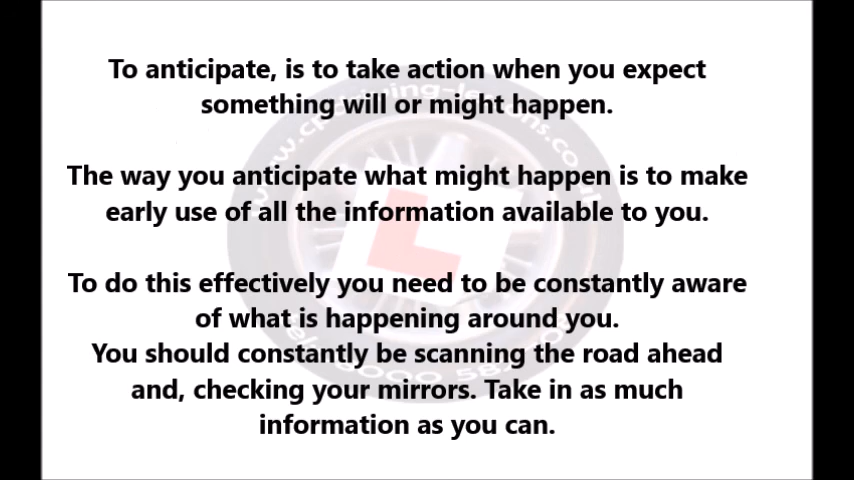 To anticipate, is to take action when you expect
something will or might happen.
The way you anticipate what might happen is to make
early use of all the information available to you.
To do this effectively you need to be constantly aware
of what is happening around you.
You should constantly be scanning the road ahead
and, checking your mirrors. Take in as much
information as you can.